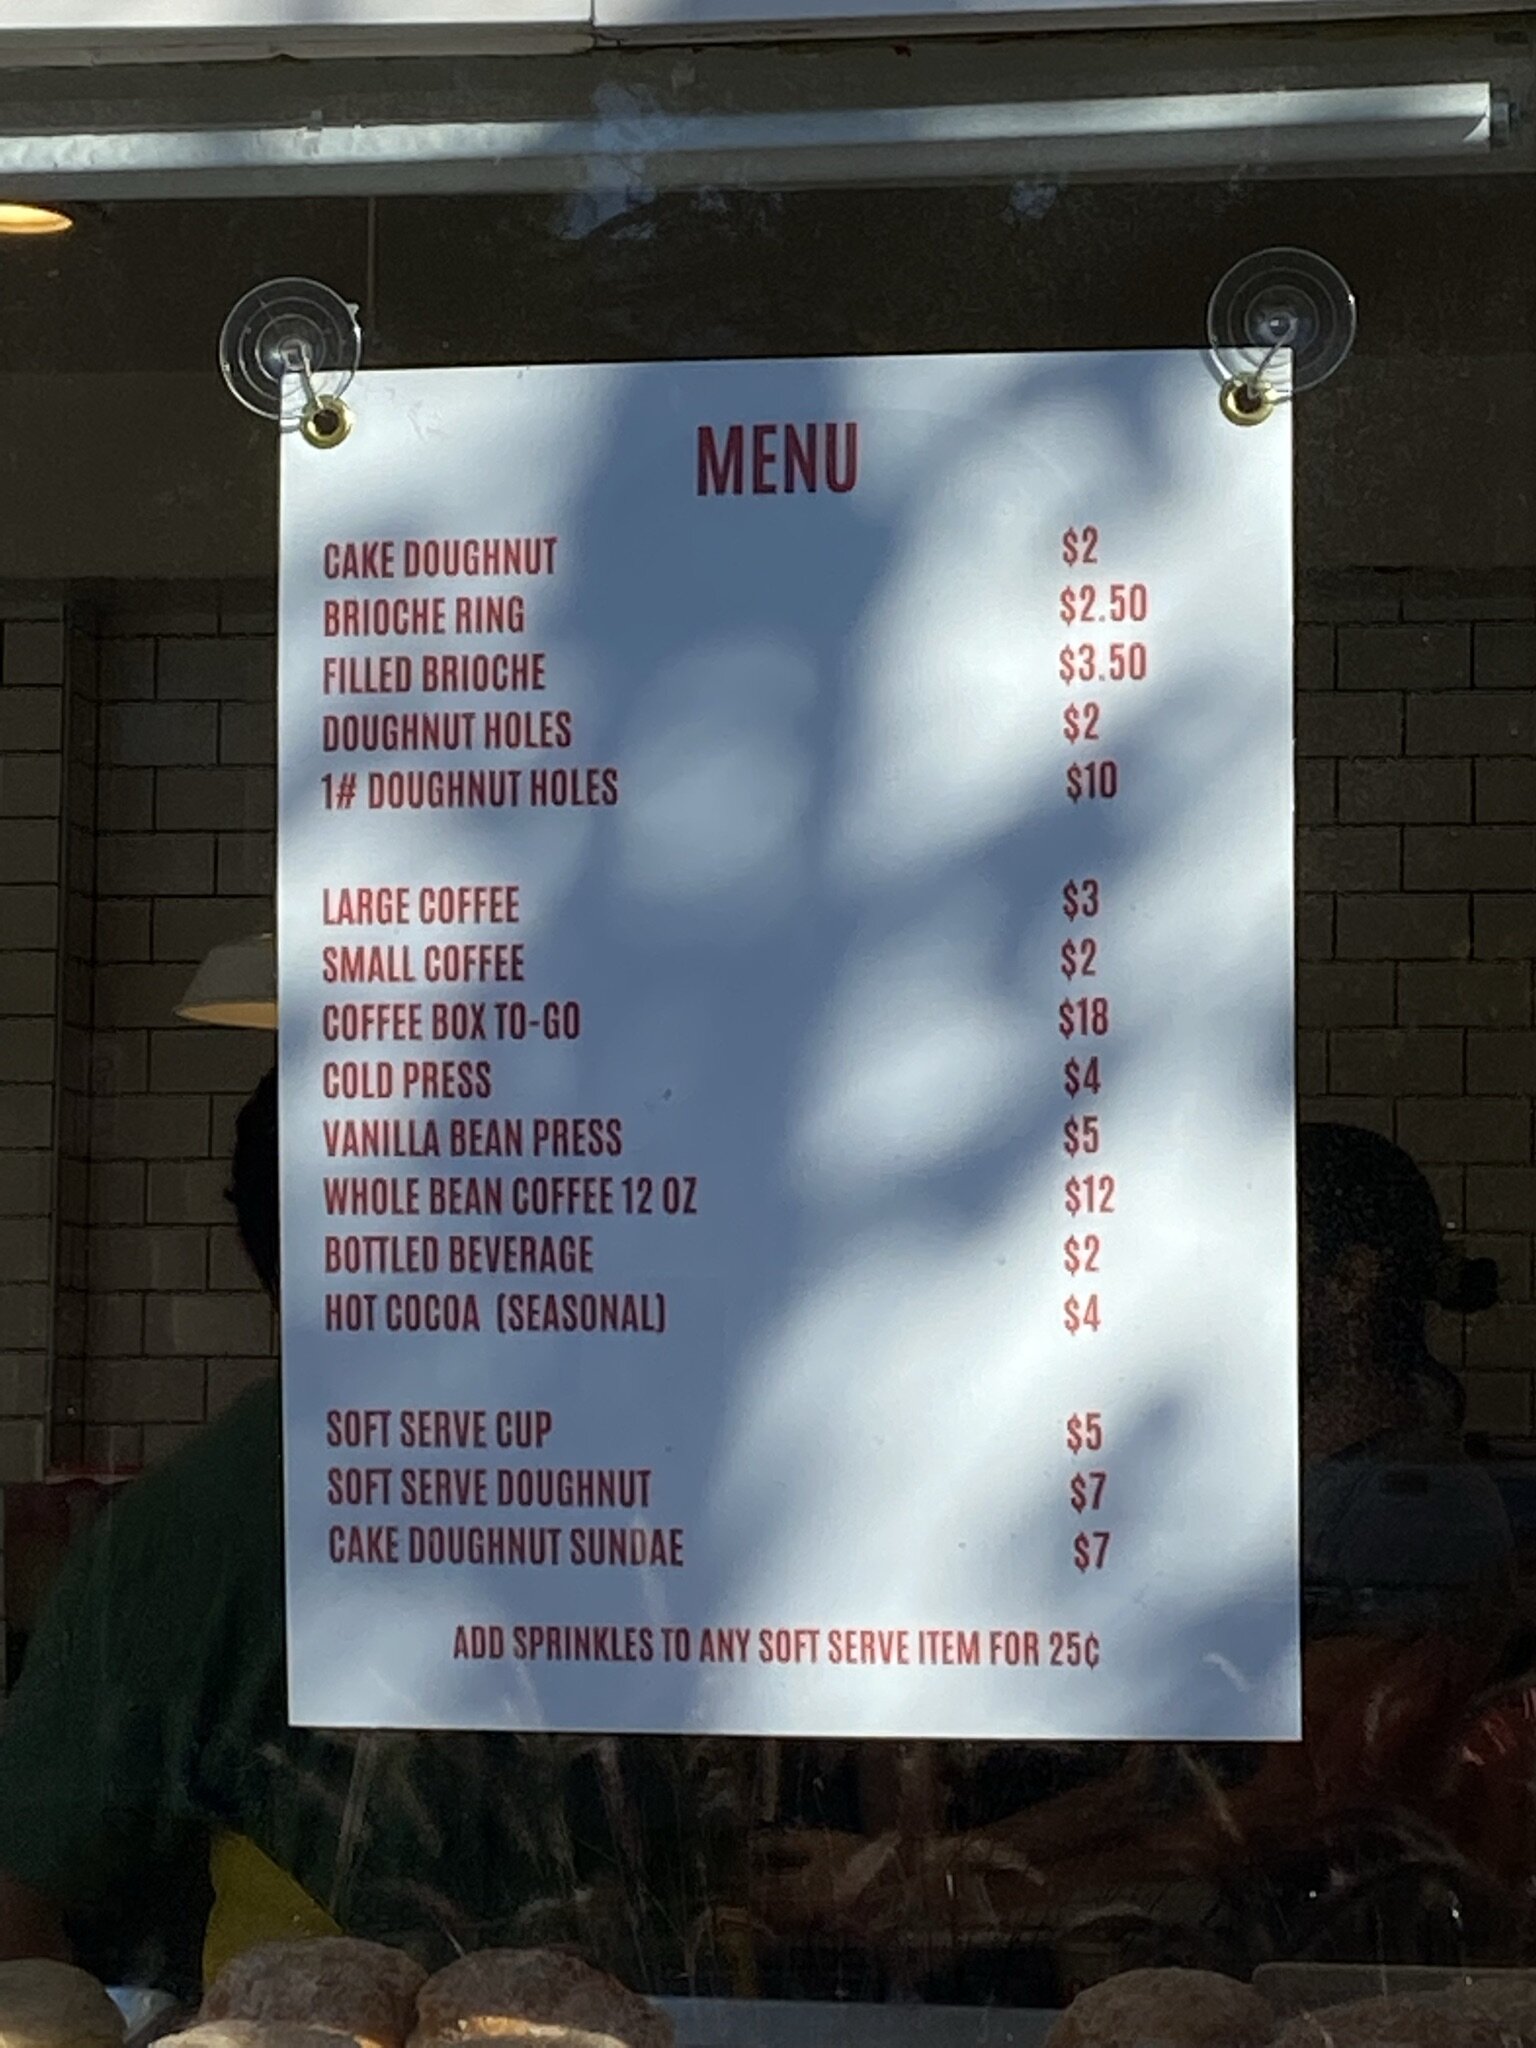 MENU
CAKE DOUGHNUT $2
BRIOCHE RING $2.50
FILLED BRIOCHE $3.50
DOUGHNUT HOLES $2
1# DOUGHNUT HOLES $10
LARGE COFFEE $3
SMALL COFFEE $2
COFFEE BOX TO-GO $18
COLD PRESS $4
VANILLA BEAN PRESS $5
WHOLE BEAN COFFEE 12 OZ $12
BOTTLED BEVERAGE $2
HOT COCOA (SEASONAL) $4
SOFT SERVE CUP $5
SOFT SERVE DOUGHNUT $7
CAKE DOUGHNUT SUNDAE $7
ADD SPRINKLES TO ANY SOFT SERVE ITEM FOR 25¢